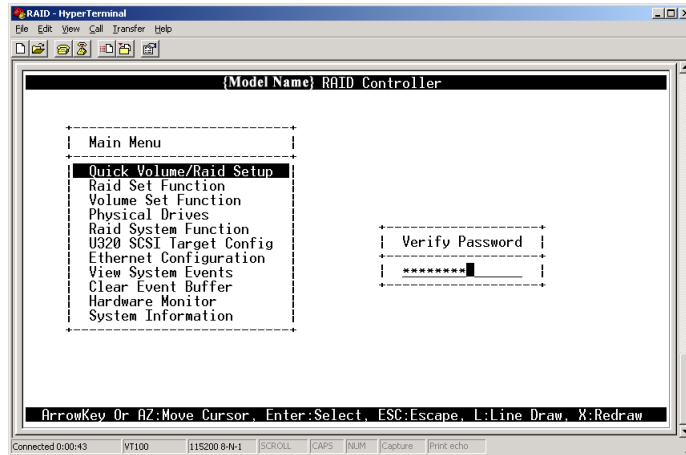 RAID - HyperTerminal
File Edit View Call Transfer Help
{Model Name} RAID Controller
Main Menu
Quick Volume/Raid Setup
Raid Set Function
Volume Set Function
Physical Drives
Raid System Function
U320 SCSI Target Config
Ethernet Configuration
View System Events
Clear Event Buffer
Hardware Monitor
System Information
Verify Password
********
ArrowKey Or AZ:Move Cursor, Enter:Select, ESC:Escape, L:Line Draw, X:Redraw
Connected 0:00:43 VT100 115200 8-N-1 SCROLL CAPS NUM Capture Print echo